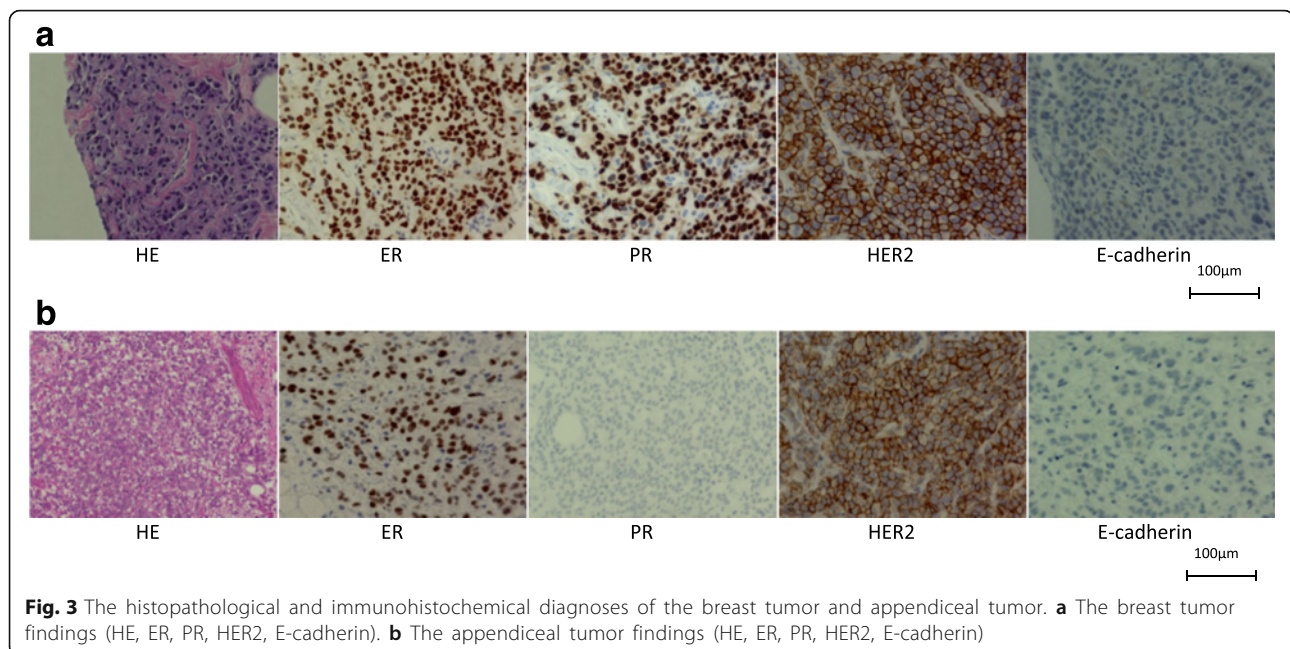 a
HE ER PR HER2 E-cadherin
100μm
b
HE ER PR HER2 E-cadherin
100μm
Fig. 3 The histopathological and immunohistochemical diagnoses of the breast tumor and appendiceal tumor. a The breast tumor
findings (HE, ER, PR, HER2, E-cadherin). b The appendiceal tumor findings (HE, ER, PR, HER2, E-cadherin)